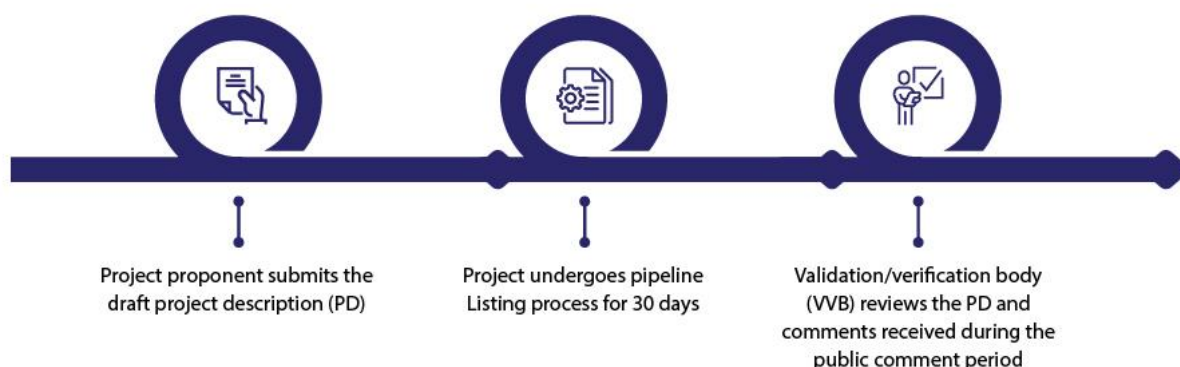 Project proponent submits the
draft project description (PD)
Project undergoes pipeline
Listing process for 30 days
Validation/verification body
(VVB) reviews the PD and
comments received during the
public comment period